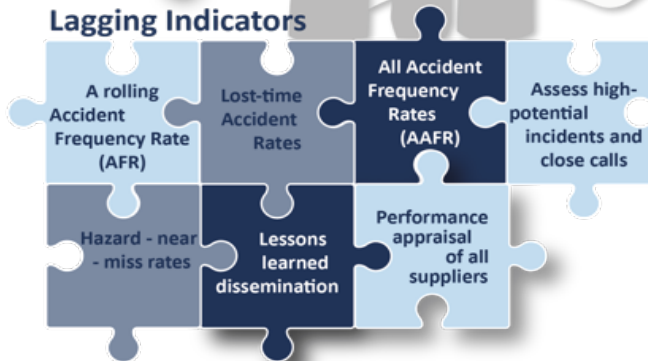 Lagging Indicators
A rolling
Accident
Frequency Rate
(AFR)
Lost-time
Accident
Rates
All Accident
Frequency
Rates
(AAFR)
Assess high-
potential
incidents and
close calls
Hazard - near
- miss rates
Lessons
learned
dissemination
Performance
appraisal
of all
suppliers